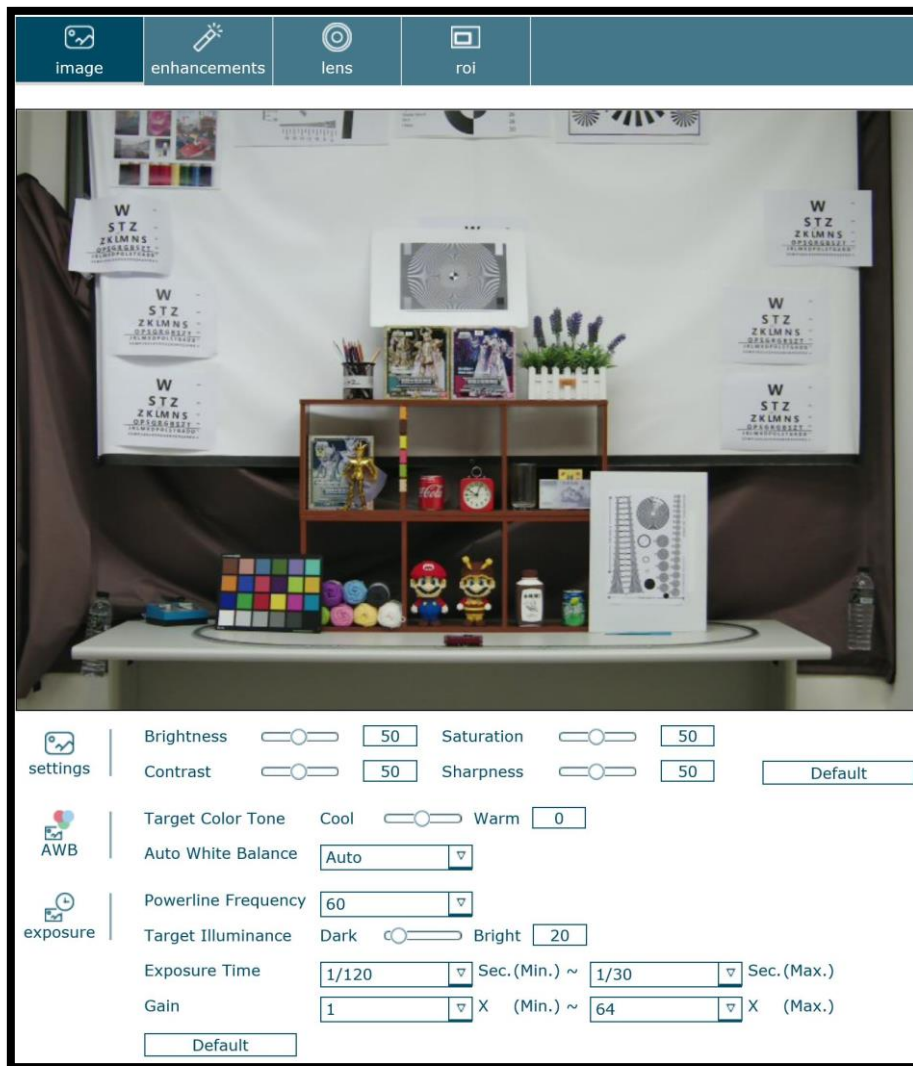 image
enhancements
lens
roi
W
STZ
ZKLMNS
W
STZ
ZKLMNS
W
STZ
ZKLMNS
W
STZ
ZKLMNS
W
STZ
ZKLMNS
W
STZ
ZKLMNS
settings
Brightness 50 Saturation 50
Contrast 50 Sharpness 50 Default
AWB
Target Color Tone Cool Warm 0
Auto White Balance Auto
exposure
Powerline Frequency 60
Target Illuminance Dark Bright 20
Exposure Time 1/120 Sec.(Min.) ~ 1/30 Sec.(Max.)
Gain 1 X (Min.) ~ 64 X (Max.)
Default